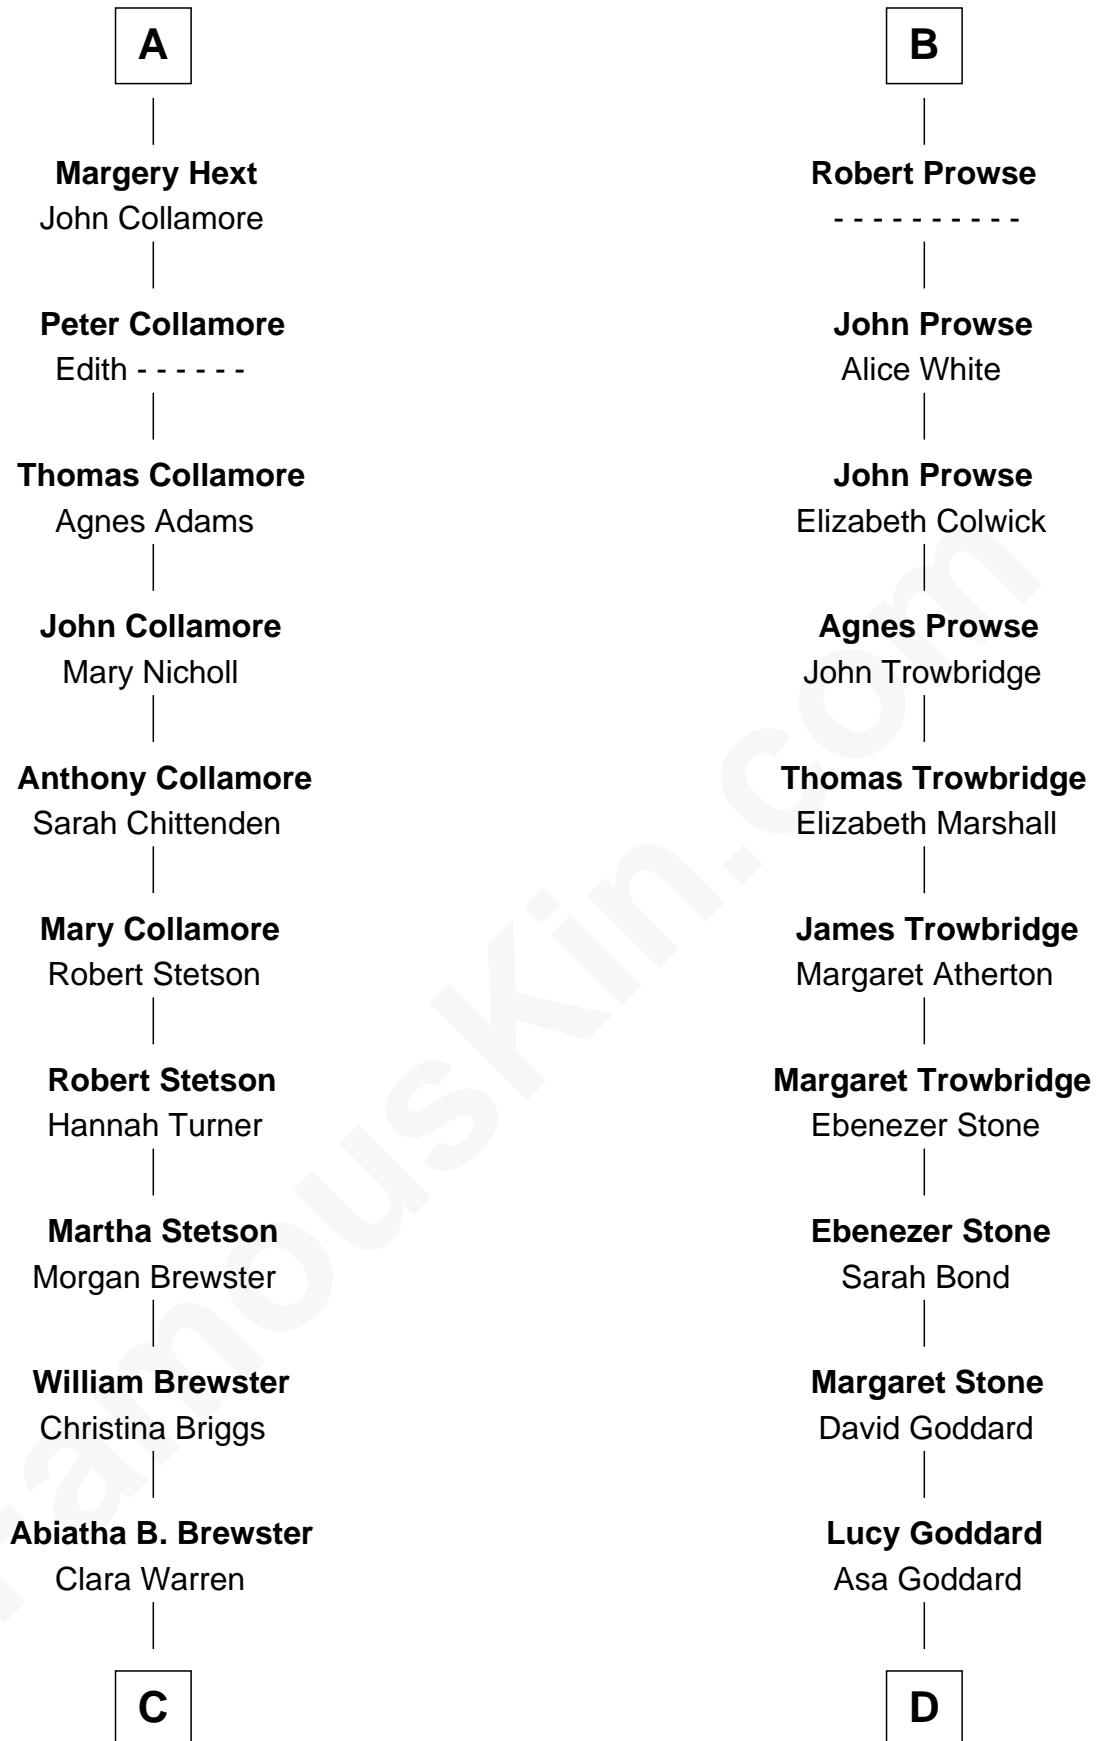 A
Margery Hext
John Collamore
Peter Collamore
Edith - - - - - -
Thomas Collamore
Agnes Adams
John Collamore
Mary Nicholl
Anthony Collamore
Sarah Chittenden
Mary Collamore
Robert Stetson
Robert Stetson
Hannah Turner
Martha Stetson
Morgan Brewster
William Brewster
Christina Briggs
Abiatha B. Brewster
Clara Warren
C
B
Robert Prowse
- - - - - - - - - -
John Prowse
Alice White
John Prowse
Elizabeth Colwick
Agnes Prowse
John Trowbridge
Thomas Trowbridge
Elizabeth Marshall
James Trowbridge
Margaret Atherton
Margaret Trowbridge
Ebenezer Stone
Ebenezer Stone
Sarah Bond
Margaret Stone
David Goddard
Lucy Goddard
Asa Goddard
D
FamousKin.com